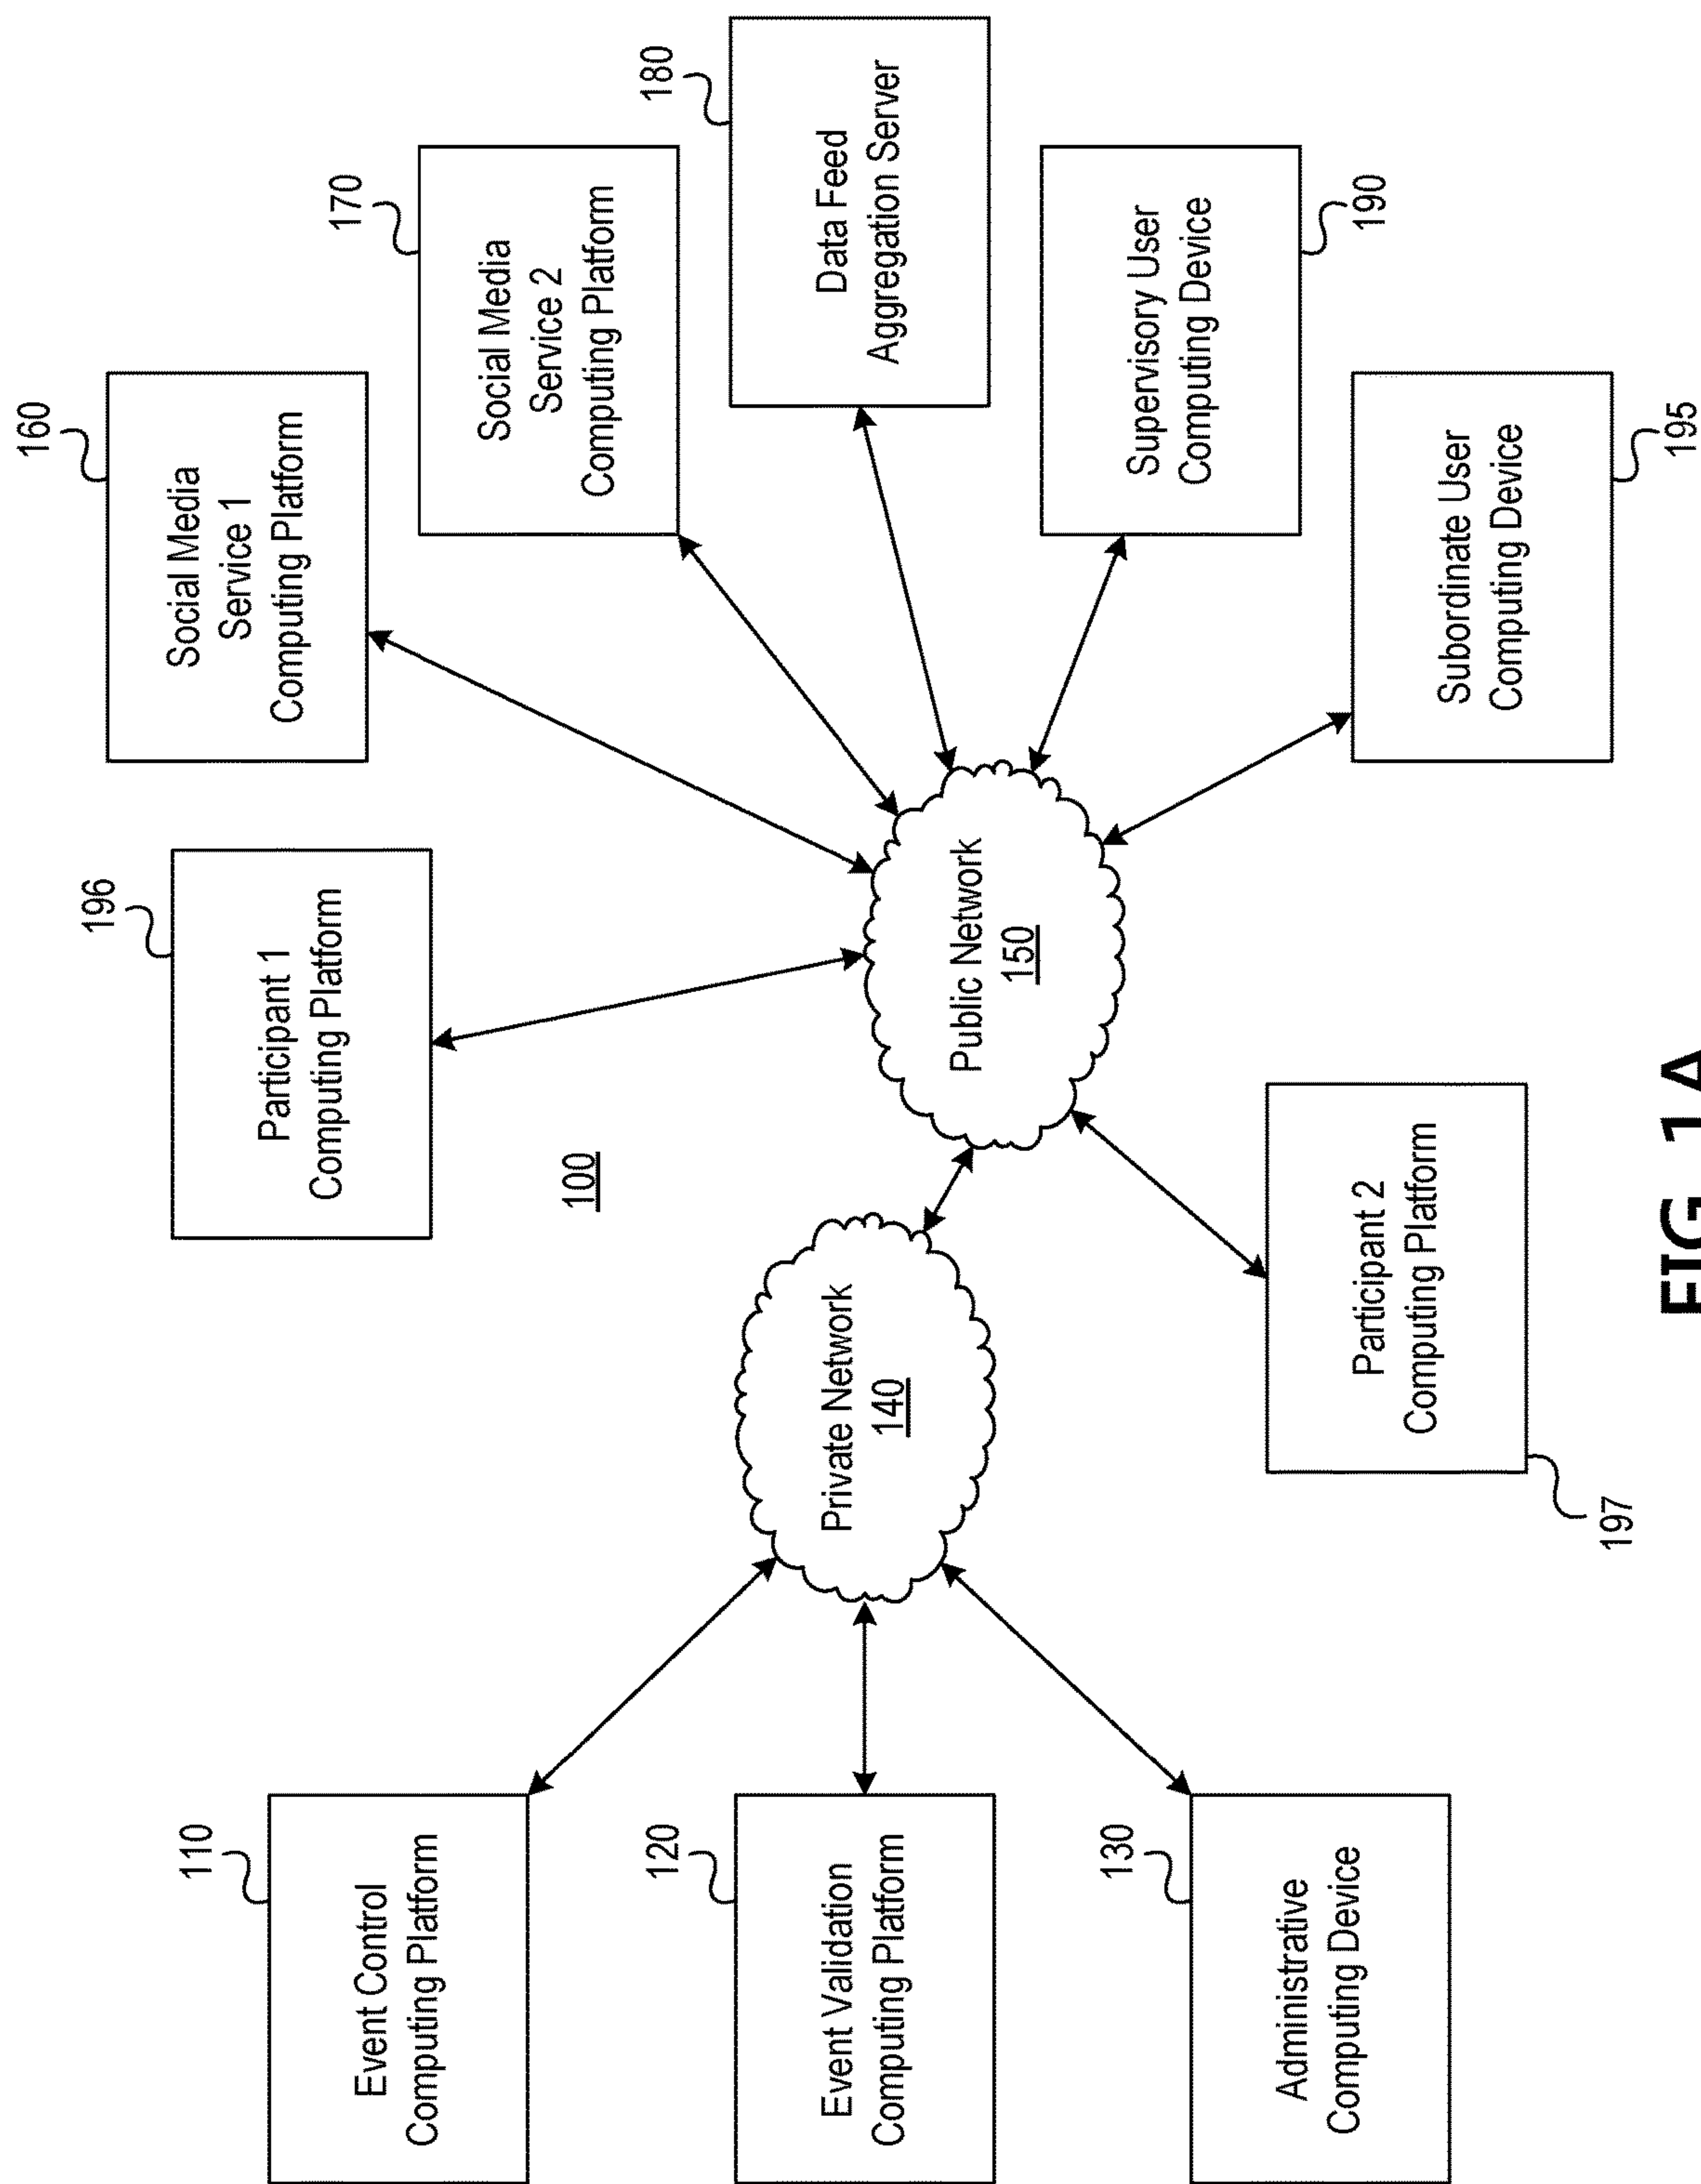 110
Event Control
Computing Platform
120
Event Validation
Computing Platform
130
Administrative
Computing Device
Private Network
140
100
196
Participant 1
Computing Platform
Public Network
150
197
Participant 2
Computing Platform
160
Social Media
Service 1
Computing Platform
170
Social Media
Service 2
Computing Platform
180
Data Feed
Aggregation Server
Supervisory User
Computing Device
190
Subordinate User
Computing Device
195
FIG. 1A